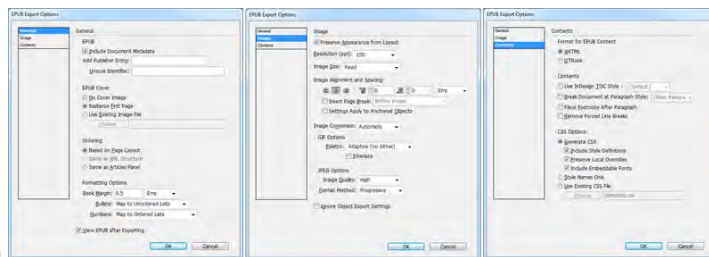 EPUB Export Options
General
Image
Contents
General
EPUB
Include Document Metadata
Add Publisher Entry:
Unique Identifier:
EPUB Cover
No Cover Image
Rasterize First Page
Use Existing Image File
Ordering
Based on Page Layout
Same as XML Structure
Same as Articles Panel
Formatting Options
Book Margin: 0.5 Ems
Bullets: Map to Unordered Lists
Numbers: Map to Ordered Lists
View EPUB after Exporting
OK Cancel
EPUB Export Options
General
Image
Contents
Image
Preserve Appearance from Layout
Resolution (ppi): 150
Image Size: Fixed
Image Alignment and Spacing:
0 0 Ems
Insert Page Break: Before Image
Settings Apply to Anchored Objects
Image Conversion: Automatic
GIF Options
Palette: Adaptive (no dither)
Interlace
JPEG Options
Image Quality: High
Format Method: Progressive
Ignore Object Export Settings
OK Cancel
EPUB Export Options
General
Image
Contents
Contents
Format for EPUB Content
XHTML
DTBook
Contents
Use InDesign TOC Style: [Default]
Break Document at Paragraph Style:
Place Footnote After Paragraph
Remove Forced Line Breaks
CSS Options
Generate CSS
Include Style Definitions
Preserve Local Overrides
Include Embeddable Fonts
Style Names Only
Use Existing CSS File
template.css
OK Cancel